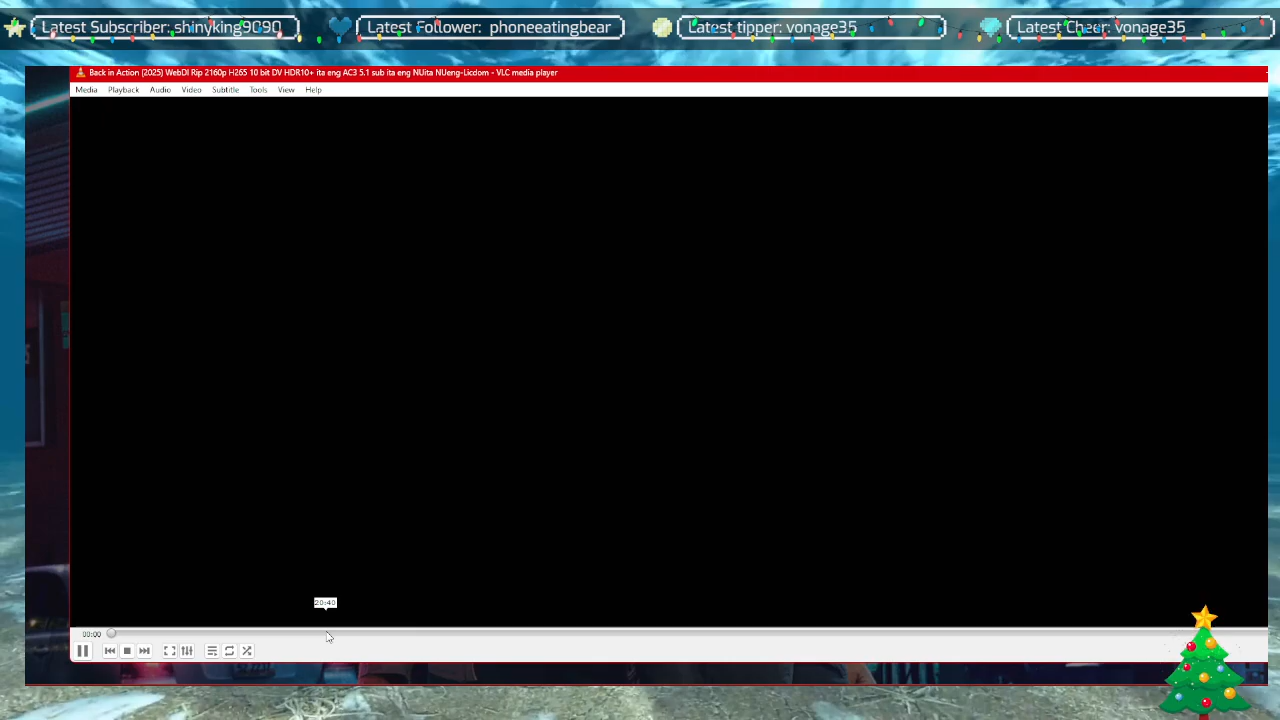 Latest Subscriber: shinyking9090
Latest Follower: phoneeatingbear
Latest tipper: vonage35
Latest Cheer: vonage35
Back in Action (2025) WebDl Rip 2160p H265 10 bit DV HDR10+ ita eng AC3 5.1 sub ita eng NUita NUeng-Licdom - VLC media player
Media Playback Audio Video Subtitle Tools View Help
20:40
00:00